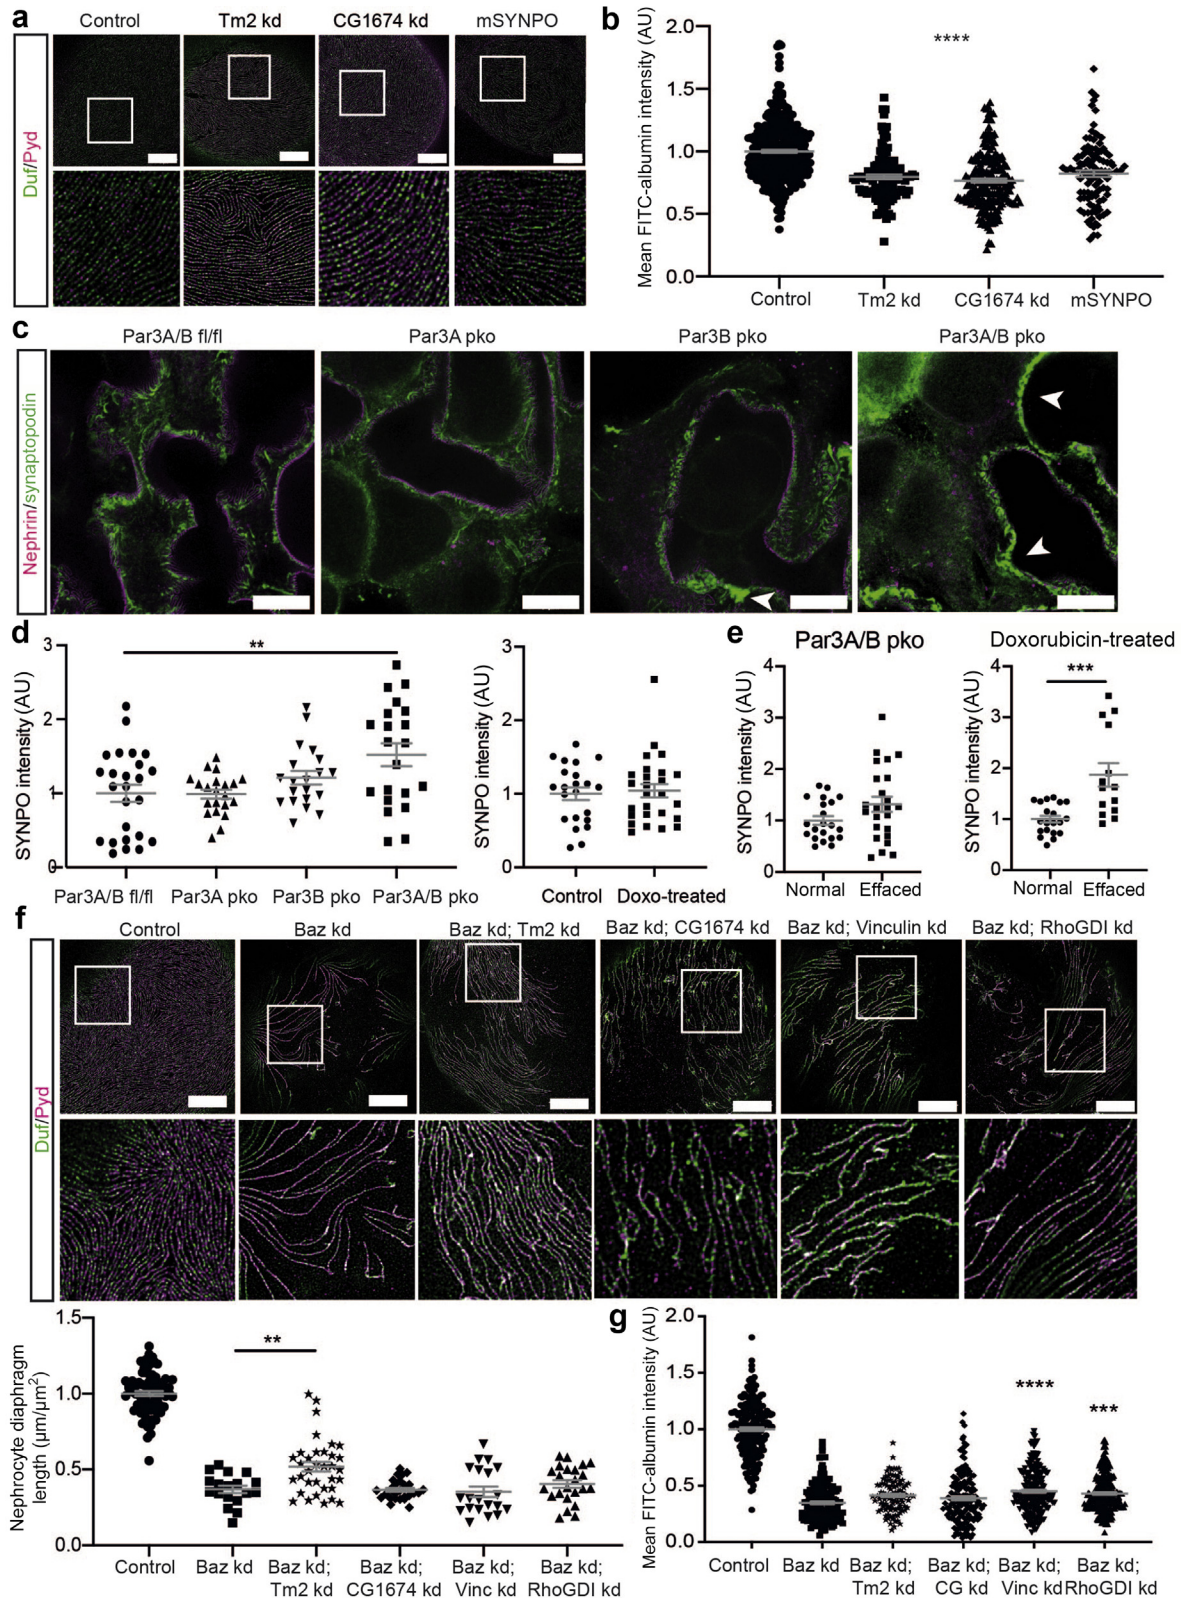 a
Control
Tm2 kd
CG1674 kd
mSYNPO
Duf/Pyd
b
Mean FITC-albumin intensity (AU)
2.0
1.5
1.0
0.5
0.0
****
Control
Tm2 kd
CG1674 kd
mSYNPO
c
Par3A/B fl/fl
Par3A pko
Par3B pko
Par3A/B pko
Nephrin/synaptopodin
d
SYNPO intensity (AU)
3
2
1
0
**
Par3A/B fl/fl
Par3A pko
Par3B pko
Par3A/B pko
SYNPO intensity (AU)
3
2
1
0
Control
Doxo-treated
e
Par3A/B pko
SYNPO intensity (AU)
4
3
2
1
0
Normal
Effaced
Doxorubicin-treated
SYNPO intensity (AU)
4
3
2
1
0
***
Normal
Effaced
f
Control
Baz kd
Baz kd; Tm2 kd
Baz kd; CG1674 kd
Baz kd; Vinculin kd
Baz kd; RhoGDI kd
Duf/Pyd
Nephrocyte diaphragm
length (µm/µm²)
1.5
1.0
0.5
0.0
**
Control
Baz kd
Baz kd;
Tm2 kd
Baz kd;
CG1674 kd
Baz kd;
Vinc kd
Baz kd;
RhoGDI kd
g
Mean FITC-albumin intensity (AU)
2.0
1.5
1.0
0.5
0.0
****
***
Control
Baz kd
Baz kd;
Tm2 kd
Baz kd;
CG kd
Baz kd;
Vinc kd
Baz kd;
RhoGDI kd